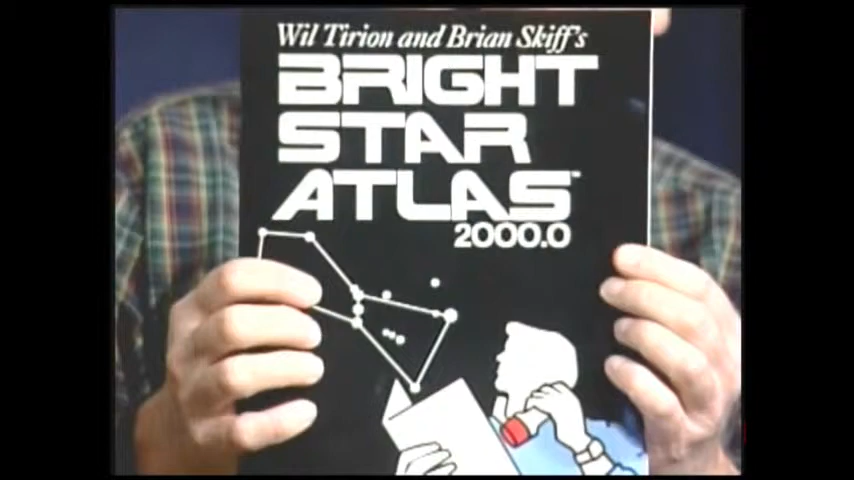 Wil Tirion and Brian Skiff's
BRIGHT
STAR
ATLAS™
2000.0